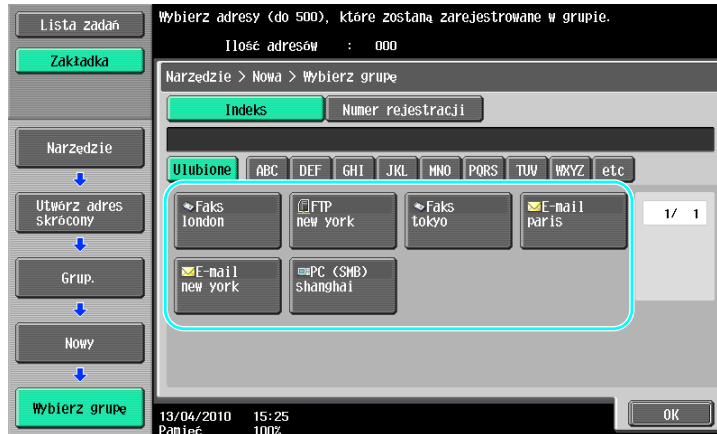 Lista zadań
Zakładka
Wybierz adresy (do 500), które zostaną zarejestrowane w grupie.
Ilość adresów : 000
Narzędzie > Nowa > Wybierz grupę
Indeks
Numer rejestracji
Ulubione ABC DEF GHI JKL MNO PQRS TUV WXYZ etc
Faks
london
FTP
new york
Faks
tokyo
E-mail
paris
E-mail
new york
PC (SMB)
shanghai
1/ 1
Narzędzie
Utwórz adres
skrócony
Grup.
Nowy
Wybierz grupę
13/04/2010 15:25
Pamięć 100%
OK